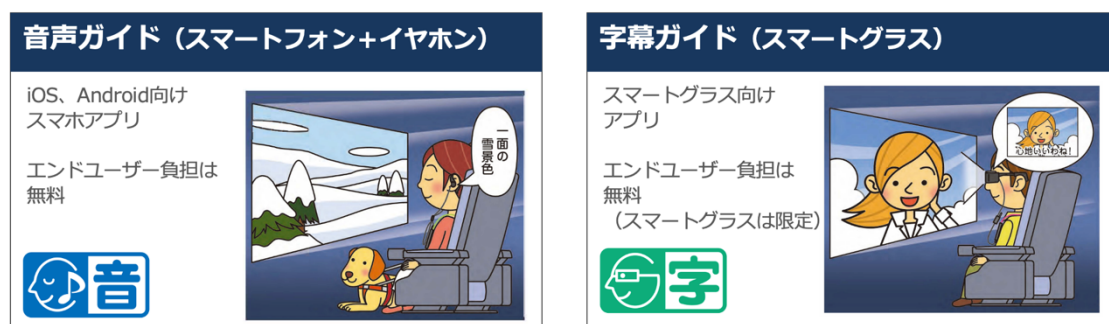 音声ガイド（スマートフォン＋イヤホン）
iOS、Android向け
スマホアプリ
エンドユーザー負担は
無料
一面の
雪景色
音
字幕ガイド（スマートグラス）
スマートグラス向け
アプリ
エンドユーザー負担は
無料
（スマートグラスは限定）
心地いいわね！
字